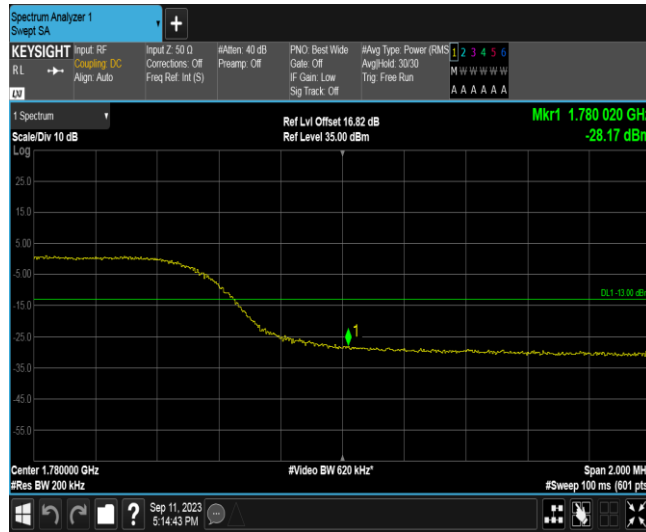 Spectrum Analyzer 1
Swept SA
+
KEYSIGHT
RL
LXI
Input: RF
Coupling: DC
Align: Auto
Input Z: 50 Ω
Corrections: Off
Freq Ref: Int (S)
#Atten: 40 dB
Preamp: Off
PNO: Best Wide
Gate: Off
IF Gain: Low
Sig Track: Off
#Avg Type: Power (RMS
Avg|Hold: 30/30
Trig: Free Run
1 2 3 4 5 6
M W W W W W
A A A A A A
1 Spectrum
Scale/Div 10 dB
Ref Lvl Offset 16.82 dB
Ref Level 35.00 dBm
Mkr1 1.780 020 GHz
-28.17 dBm
Log
25.0
15.0
5.00
-5.00
-15.0
-25.0
-35.0
-45.0
-55.0
DL1 -13.00 dBm
1
Center 1.780000 GHz
#Res BW 200 kHz
#Video BW 620 kHz*
Span 2.000 MH
#Sweep 100 ms (601 pts
?
Sep 11, 2023
5:14:43 PM